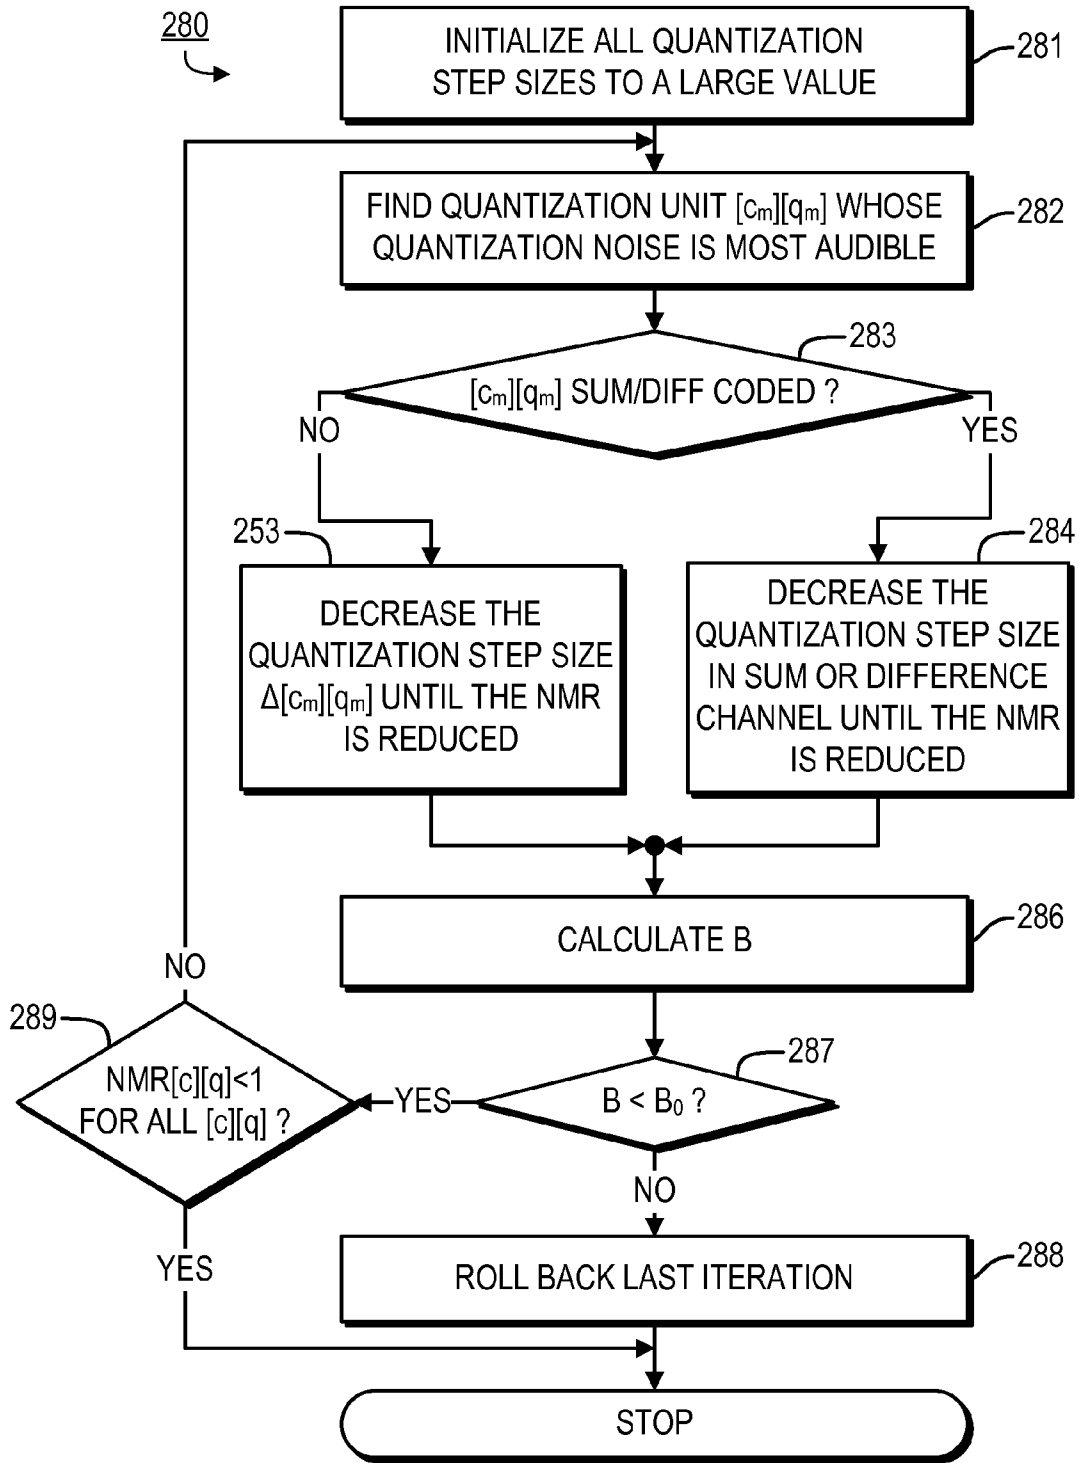 280
INITIALIZE ALL QUANTIZATION
STEP SIZES TO A LARGE VALUE
281
FIND QUANTIZATION UNIT [cm][qm] WHOSE
QUANTIZATION NOISE IS MOST AUDIBLE
282
283
[cm][qm] SUM/DIFF CODED ?
NO
YES
253
DECREASE THE
QUANTIZATION STEP SIZE
Δ[cm][qm] UNTIL THE NMR
IS REDUCED
284
DECREASE THE
QUANTIZATION STEP SIZE
IN SUM OR DIFFERENCE
CHANNEL UNTIL THE NMR
IS REDUCED
CALCULATE B
286
287
B < B0 ?
YES
NO
289
NMR[c][q]<1
FOR ALL [c][q] ?
NO
YES
ROLL BACK LAST ITERATION
288
STOP